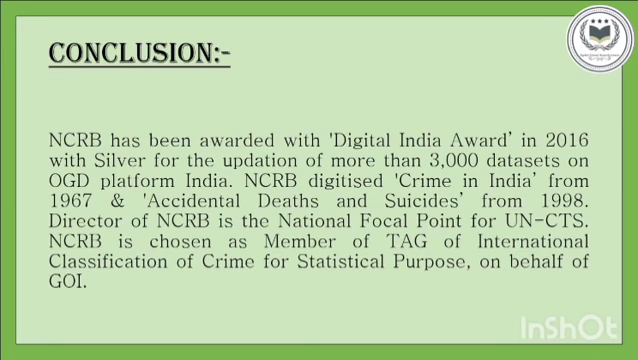 CONCLUSION:-
NCRB has been awarded with 'Digital India Award' in 2016
with Silver for the updation of more than 3,000 datasets on
OGD platform India. NCRB digitised 'Crime in India' from
1967 & 'Accidental Deaths and Suicides' from 1998.
Director of NCRB is the National Focal Point for UN-CTS.
NCRB is chosen as Member of TAG of International
Classification of Crime for Statistical Purpose, on behalf of
GOI.
InShOt